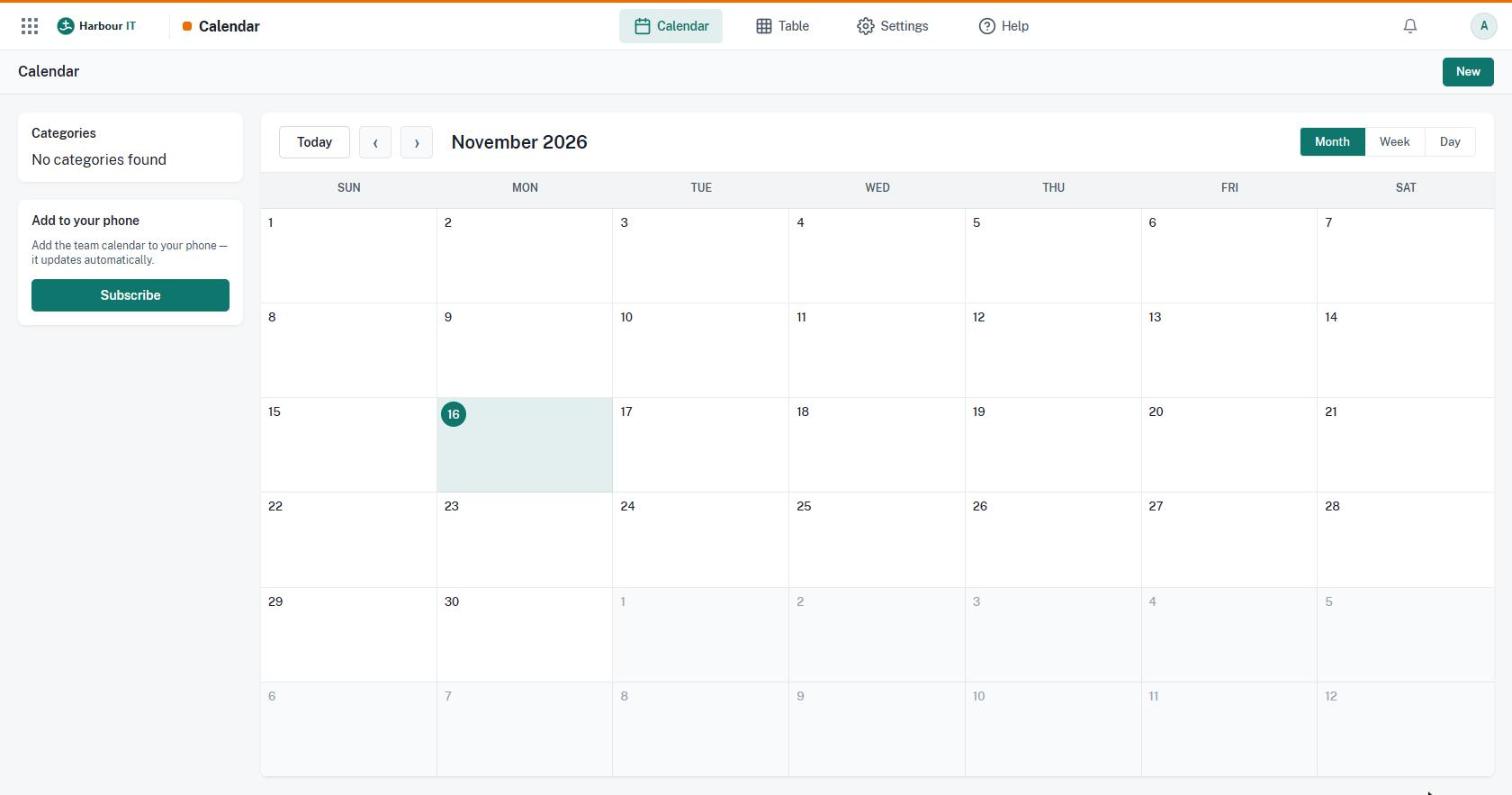 Harbour IT
Calendar
Calendar
Table
Settings
Help
A
Calendar
New
Categories
No categories found
Add to your phone
Add the team calendar to your phone —
it updates automatically.
Subscribe
Today
‹
›
November 2026
Month
Week
Day
SUN MON TUE WED THU FRI SAT
1 2 3 4 5 6 7
8 9 10 11 12 13 14
15 16 17 18 19 20 21
22 23 24 25 26 27 28
29 30 1 2 3 4 5
6 7 8 9 10 11 12